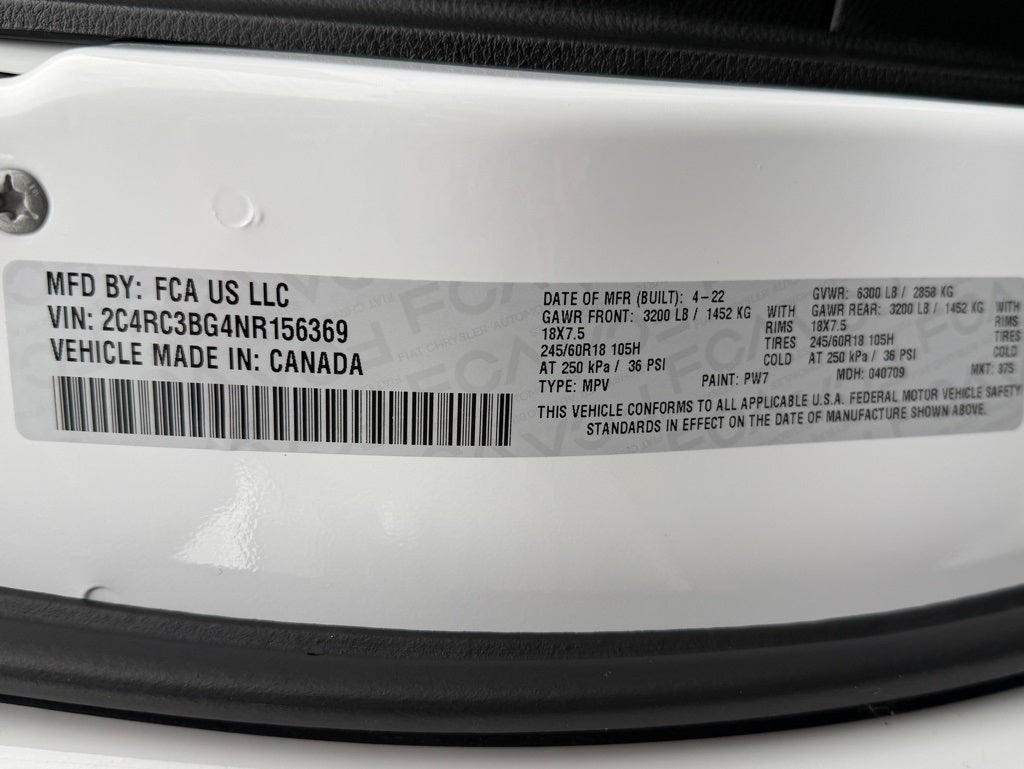 MFD BY: FCA US LLC
VIN: 2C4RC3BG4NR156369
VEHICLE MADE IN: CANADA
DATE OF MFR (BUILT): 4-22 GVWR: 6300 LB / 2858 KG
GAWR FRONT: 3200 LB / 1452 KG WITH GAWR REAR: 3200 LB / 1452 KG WITH
18X7.5 RIMS 18X7.5 RIMS
245/60R18 105H TIRES 245/60R18 105H TIRES
AT 250 kPa / 36 PSI COLD AT 250 kPa / 36 PSI COLD
TYPE: MPV PAINT: PW7 MDH: 040709 MKT: 375
THIS VEHICLE CONFORMS TO ALL APPLICABLE U.S.A. FEDERAL MOTOR VEHICLE SAFETY
STANDARDS IN EFFECT ON THE DATE OF MANUFACTURE SHOWN ABOVE.